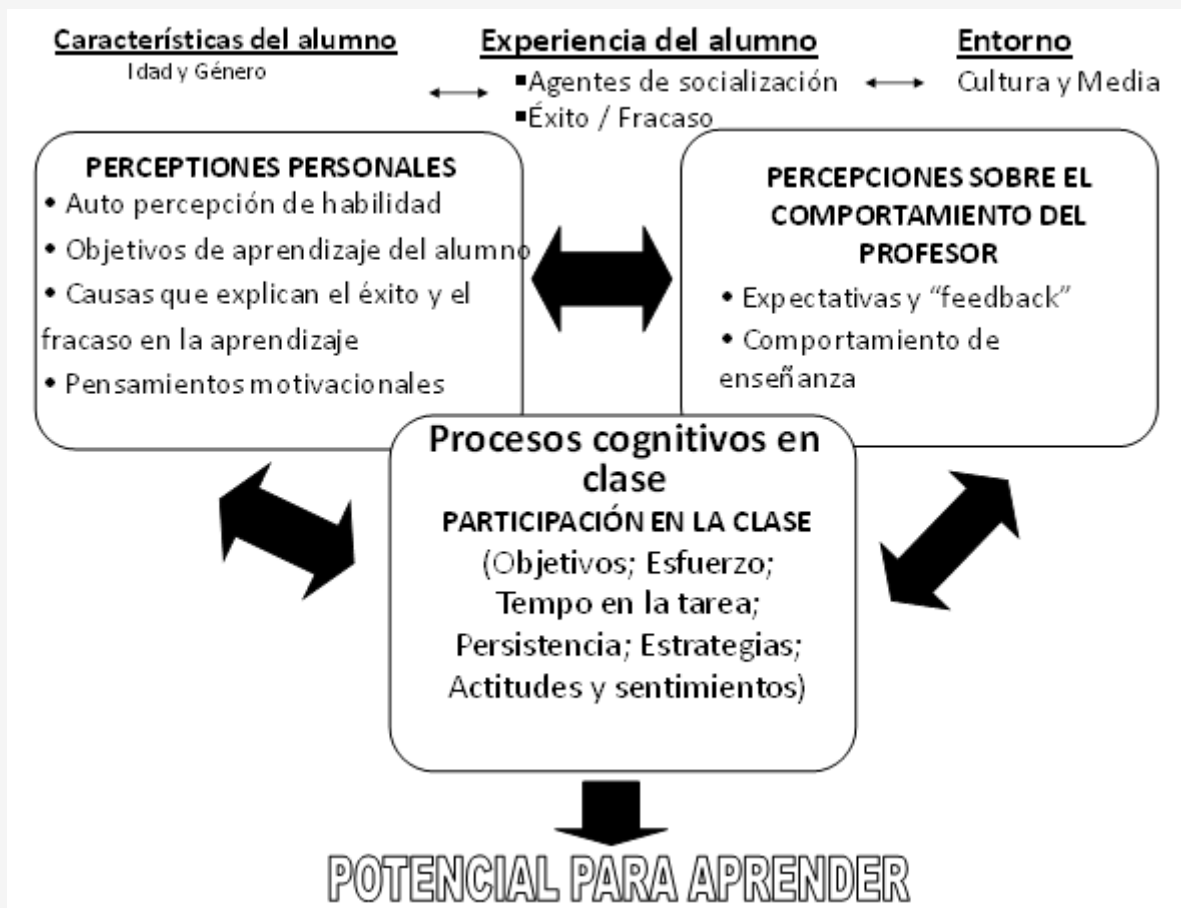 Características del alumno
Idad y Género
Experiencia del alumno
▪Agentes de socialización
▪Éxito / Fracaso
Entorno
Cultura y Media
PERCEPTIONES PERSONALES
• Auto percepción de habilidad
• Objetivos de aprendizaje del alumno
• Causas que explican el éxito y el
fracaso en la aprendizaje
• Pensamientos motivacionales
PERCEPCIONES SOBRE EL
COMPORTAMIENTO DEL
PROFESOR
• Expectativas y “feedback”
• Comportamiento de
enseñanza
Procesos cognitivos en
clase
PARTICIPACIÓN EN LA CLASE
(Objetivos; Esfuerzo;
Tempo en la tarea;
Persistencia; Estrategias;
Actitudes y sentimientos)
POTENCIAL PARA APRENDER